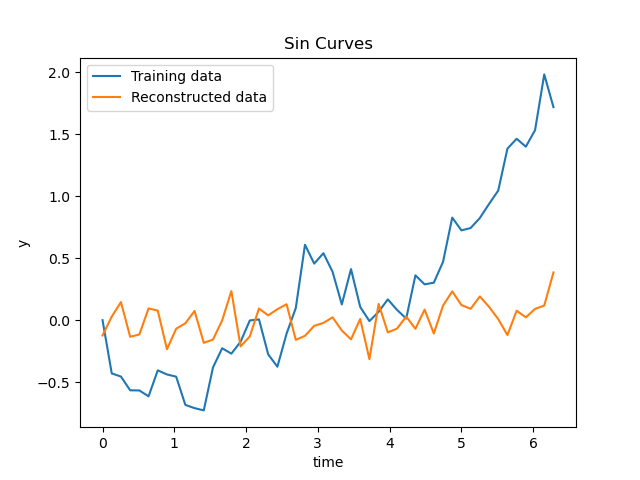 Sin Curves
Training data
Reconstructed data
2.0
1.5
1.0
0.5
0.0
−0.5
y
0 1 2 3 4 5 6
time